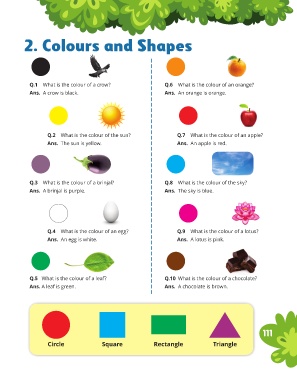 2. Colours and Shapes
Q.1 What is the colour of a crow?
Ans. A crow is black.
Q.2 What is the colour of the sun?
Ans. The sun is yellow.
Q.3 What is the colour of a brinjal?
Ans. A brinjal is purple.
Q.4 What is the colour of an egg?
Ans. An egg is white.
Q.5 What is the colour of a leaf?
Ans. A leaf is green.
Q.6 What is the colour of an orange?
Ans. An orange is orange.
Q.7 What is the colour of an apple?
Ans. An apple is red.
Q.8 What is the colour of the sky?
Ans. The sky is blue.
Q.9 What is the colour of a lotus?
Ans. A lotus is pink.
Q.10 What is the colour of a chocolate?
Ans. A chocolate is brown.
Circle Square Rectangle Triangle
111